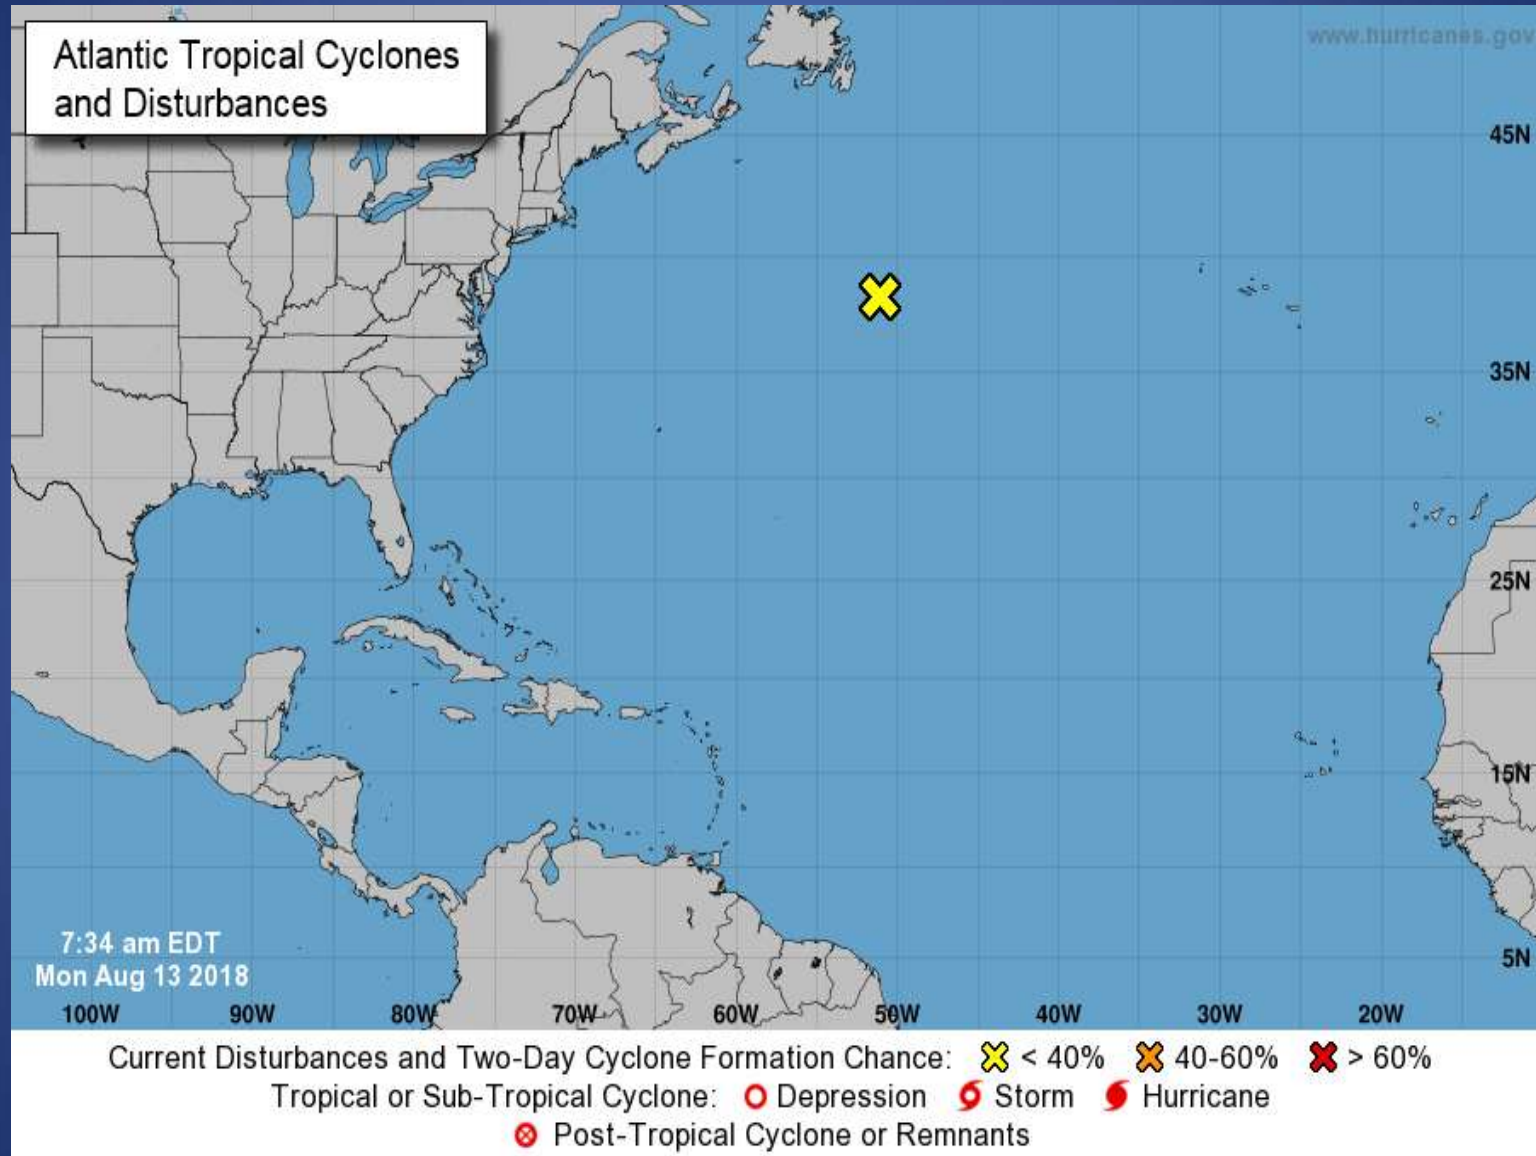 Atlantic Tropical Cyclones
and Disturbances
www.hurricanes.gov
45N
35N
25N
15N
5N
7:34 am EDT
Mon Aug 13 2018
100W 90W 80W 70W 60W 50W 40W 30W 20W
Current Disturbances and Two-Day Cyclone Formation Chance: < 40% 40-60% > 60%
Tropical or Sub-Tropical Cyclone: Depression Storm Hurricane
Post-Tropical Cyclone or Remnants